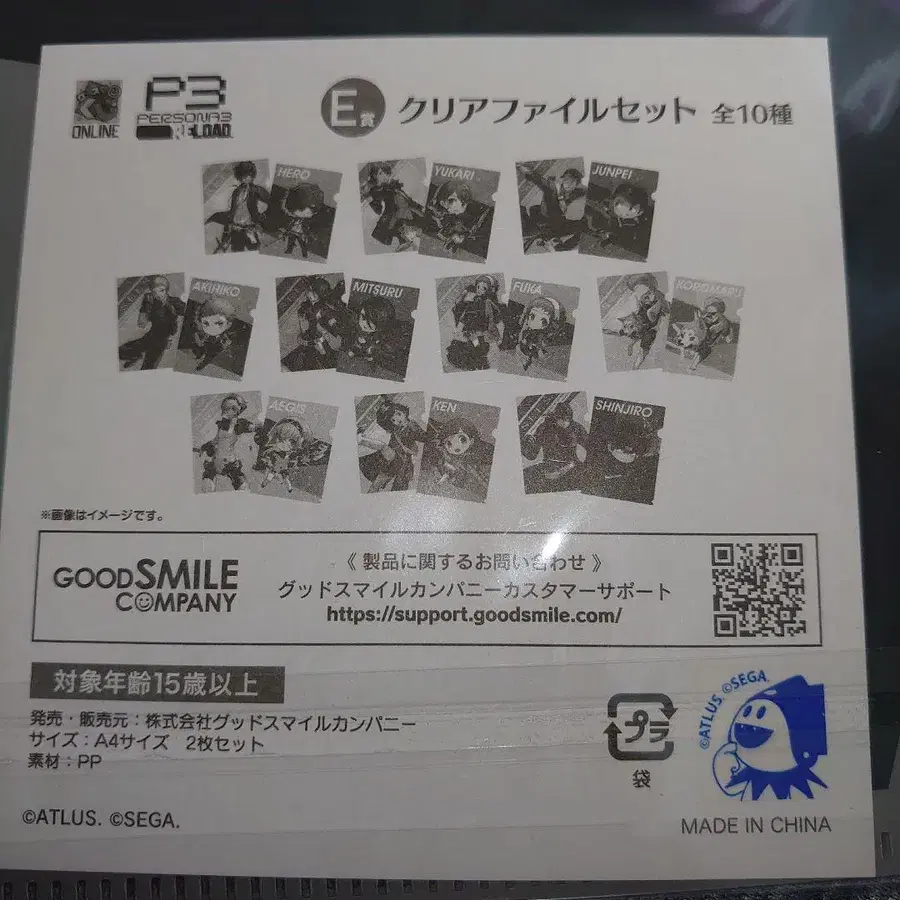 ONLINE
P3
PERSONA3
RELOAD
E賞 クリアファイルセット 全10種
HERO
YUKARI
JUNPEI
AKIHIKO
MITSURU
FUKA
KOROMARU
AEGIS
KEN
SHINJIRO
※画像はイメージです。
GOOD SMILE
COMPANY
《 製品に関するお問い合わせ 》
グッドスマイルカンパニーカスタマーサポート
https://support.goodsmile.com/
対象年齢15歳以上
発売・販売元：株式会社グッドスマイルカンパニー
サイズ：A4サイズ 2枚セット
素材：PP
プラ
袋
©ATLUS ©SEGA.
©ATLUS. ©SEGA.
MADE IN CHINA